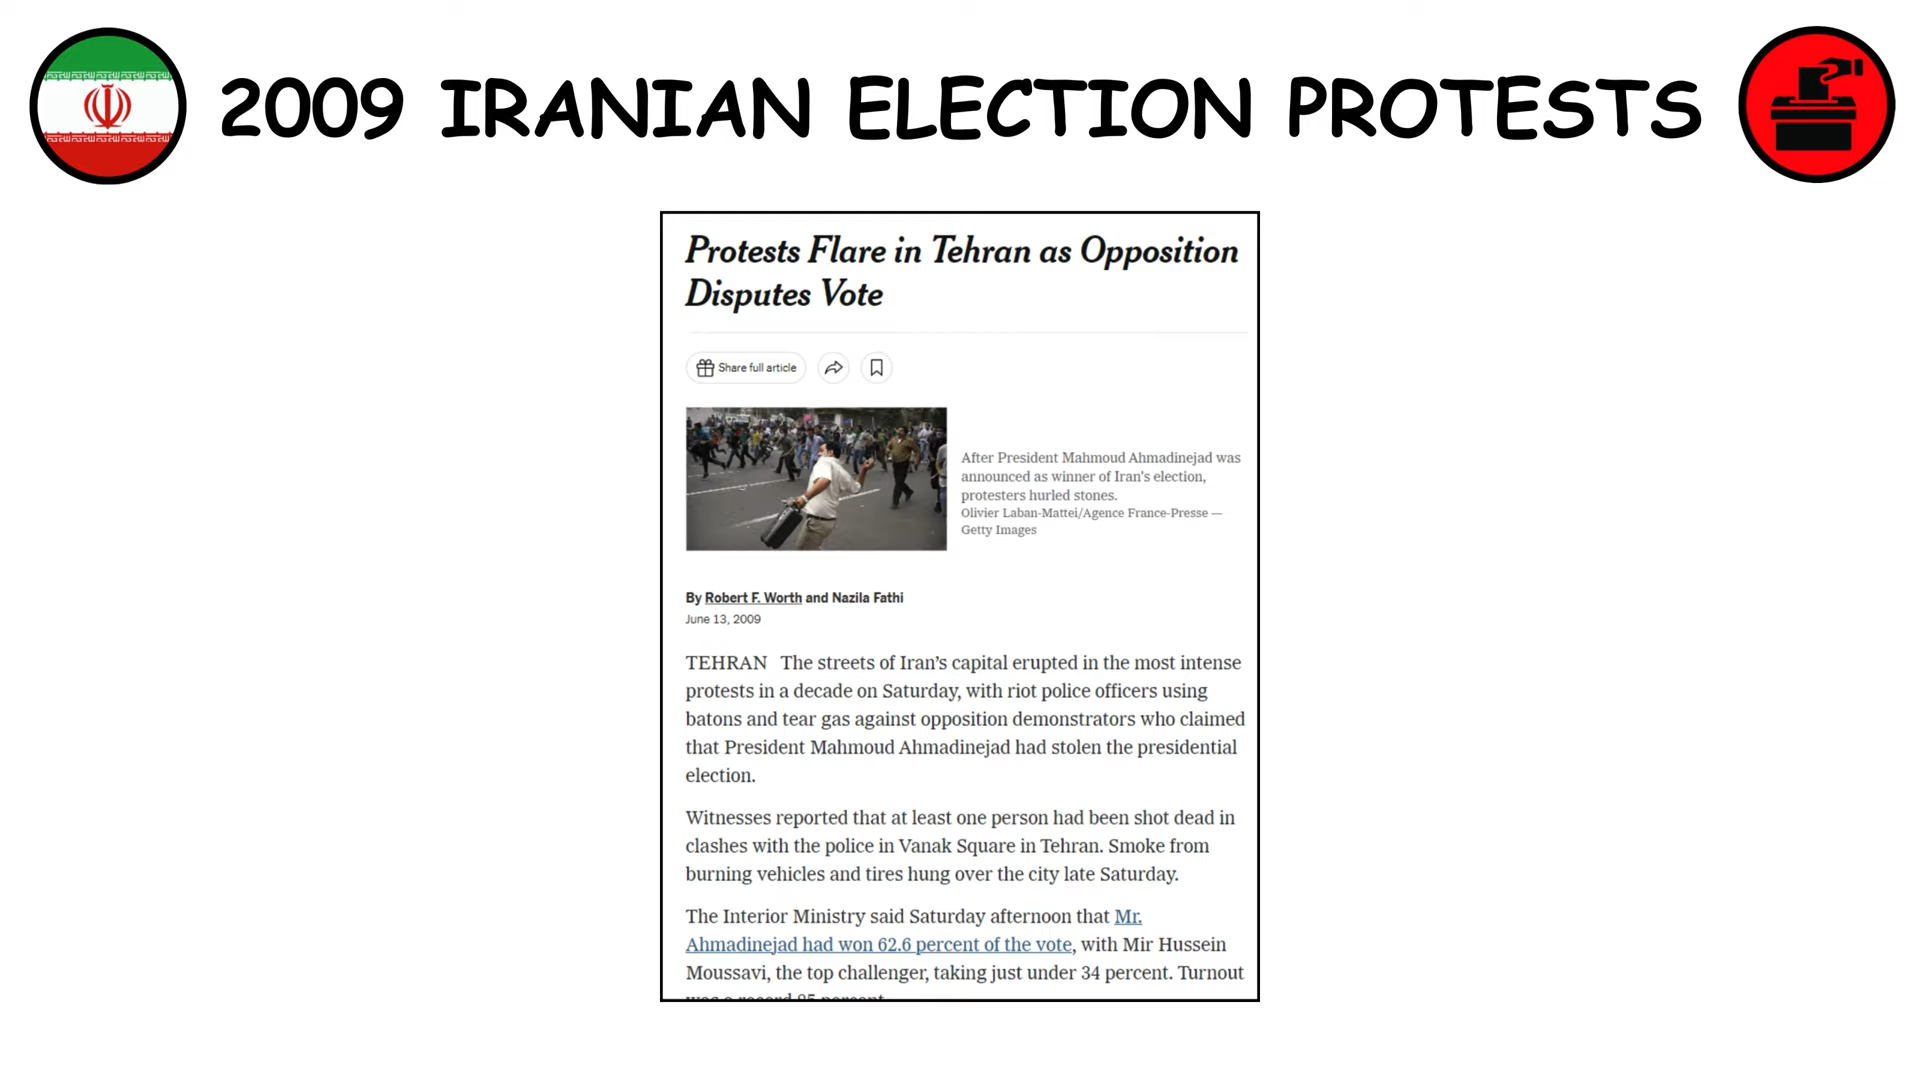 2009 IRANIAN ELECTION PROTESTS
Protests Flare in Tehran as Opposition
Disputes Vote
Share full article
After President Mahmoud Ahmadinejad was
announced as winner of Iran's election,
protesters hurled stones.
Olivier Laban-Mattei/Agence France-Presse —
Getty Images
By Robert F. Worth and Nazila Fathi
June 13, 2009
TEHRAN The streets of Iran's capital erupted in the most intense
protests in a decade on Saturday, with riot police officers using
batons and tear gas against opposition demonstrators who claimed
that President Mahmoud Ahmadinejad had stolen the presidential
election.
Witnesses reported that at least one person had been shot dead in
clashes with the police in Vanak Square in Tehran. Smoke from
burning vehicles and tires hung over the city late Saturday.
The Interior Ministry said Saturday afternoon that Mr.
Ahmadinejad had won 62.6 percent of the vote, with Mir Hussein
Moussavi, the top challenger, taking just under 34 percent. Turnout